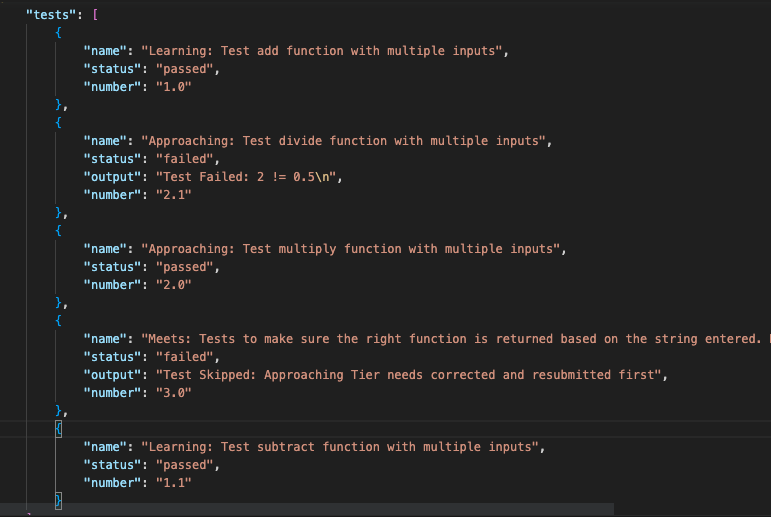 "tests": [
{
"name": "Learning: Test add function with multiple inputs",
"status": "passed",
"number": "1.0"
},
{
"name": "Approaching: Test divide function with multiple inputs",
"status": "failed",
"output": "Test Failed: 2 != 0.5\n",
"number": "2.1"
},
{
"name": "Approaching: Test multiply function with multiple inputs",
"status": "passed",
"number": "2.0"
},
{
"name": "Meets: Tests to make sure the right function is returned based on the string entered.
"status": "failed",
"output": "Test Skipped: Approaching Tier needs corrected and resubmitted first",
"number": "3.0"
},
{
"name": "Learning: Test subtract function with multiple inputs",
"status": "passed",
"number": "1.1"
}